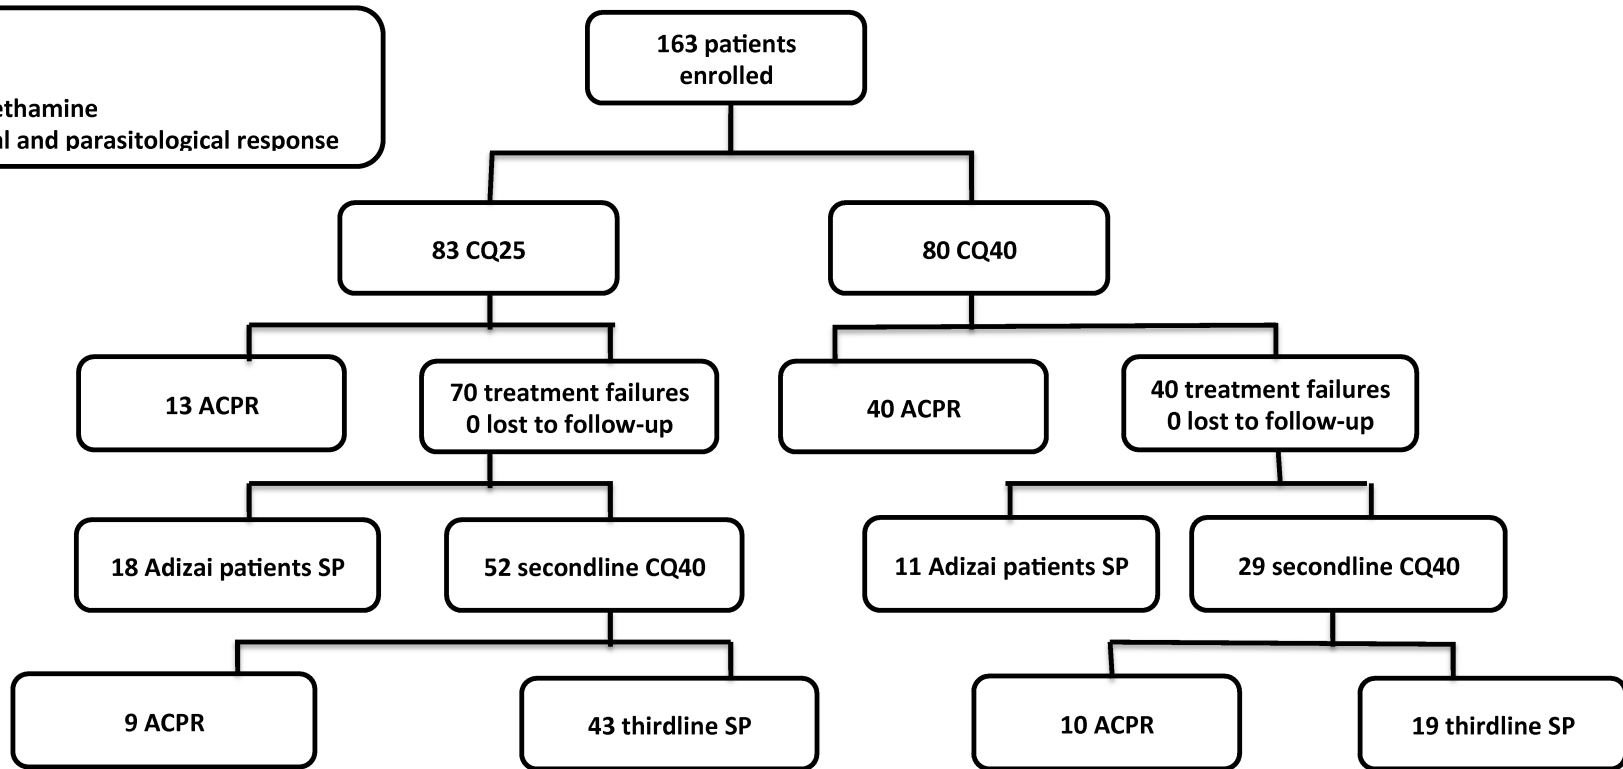 ethamine
al and parasitological response
163 patients
enrolled
83 CQ25
80 CQ40
13 ACPR
70 treatment failures
0 lost to follow-up
40 ACPR
40 treatment failures
0 lost to follow-up
18 Adizai patients SP
52 secondline CQ40
11 Adizai patients SP
29 secondline CQ40
9 ACPR
43 thirdline SP
10 ACPR
19 thirdline SP